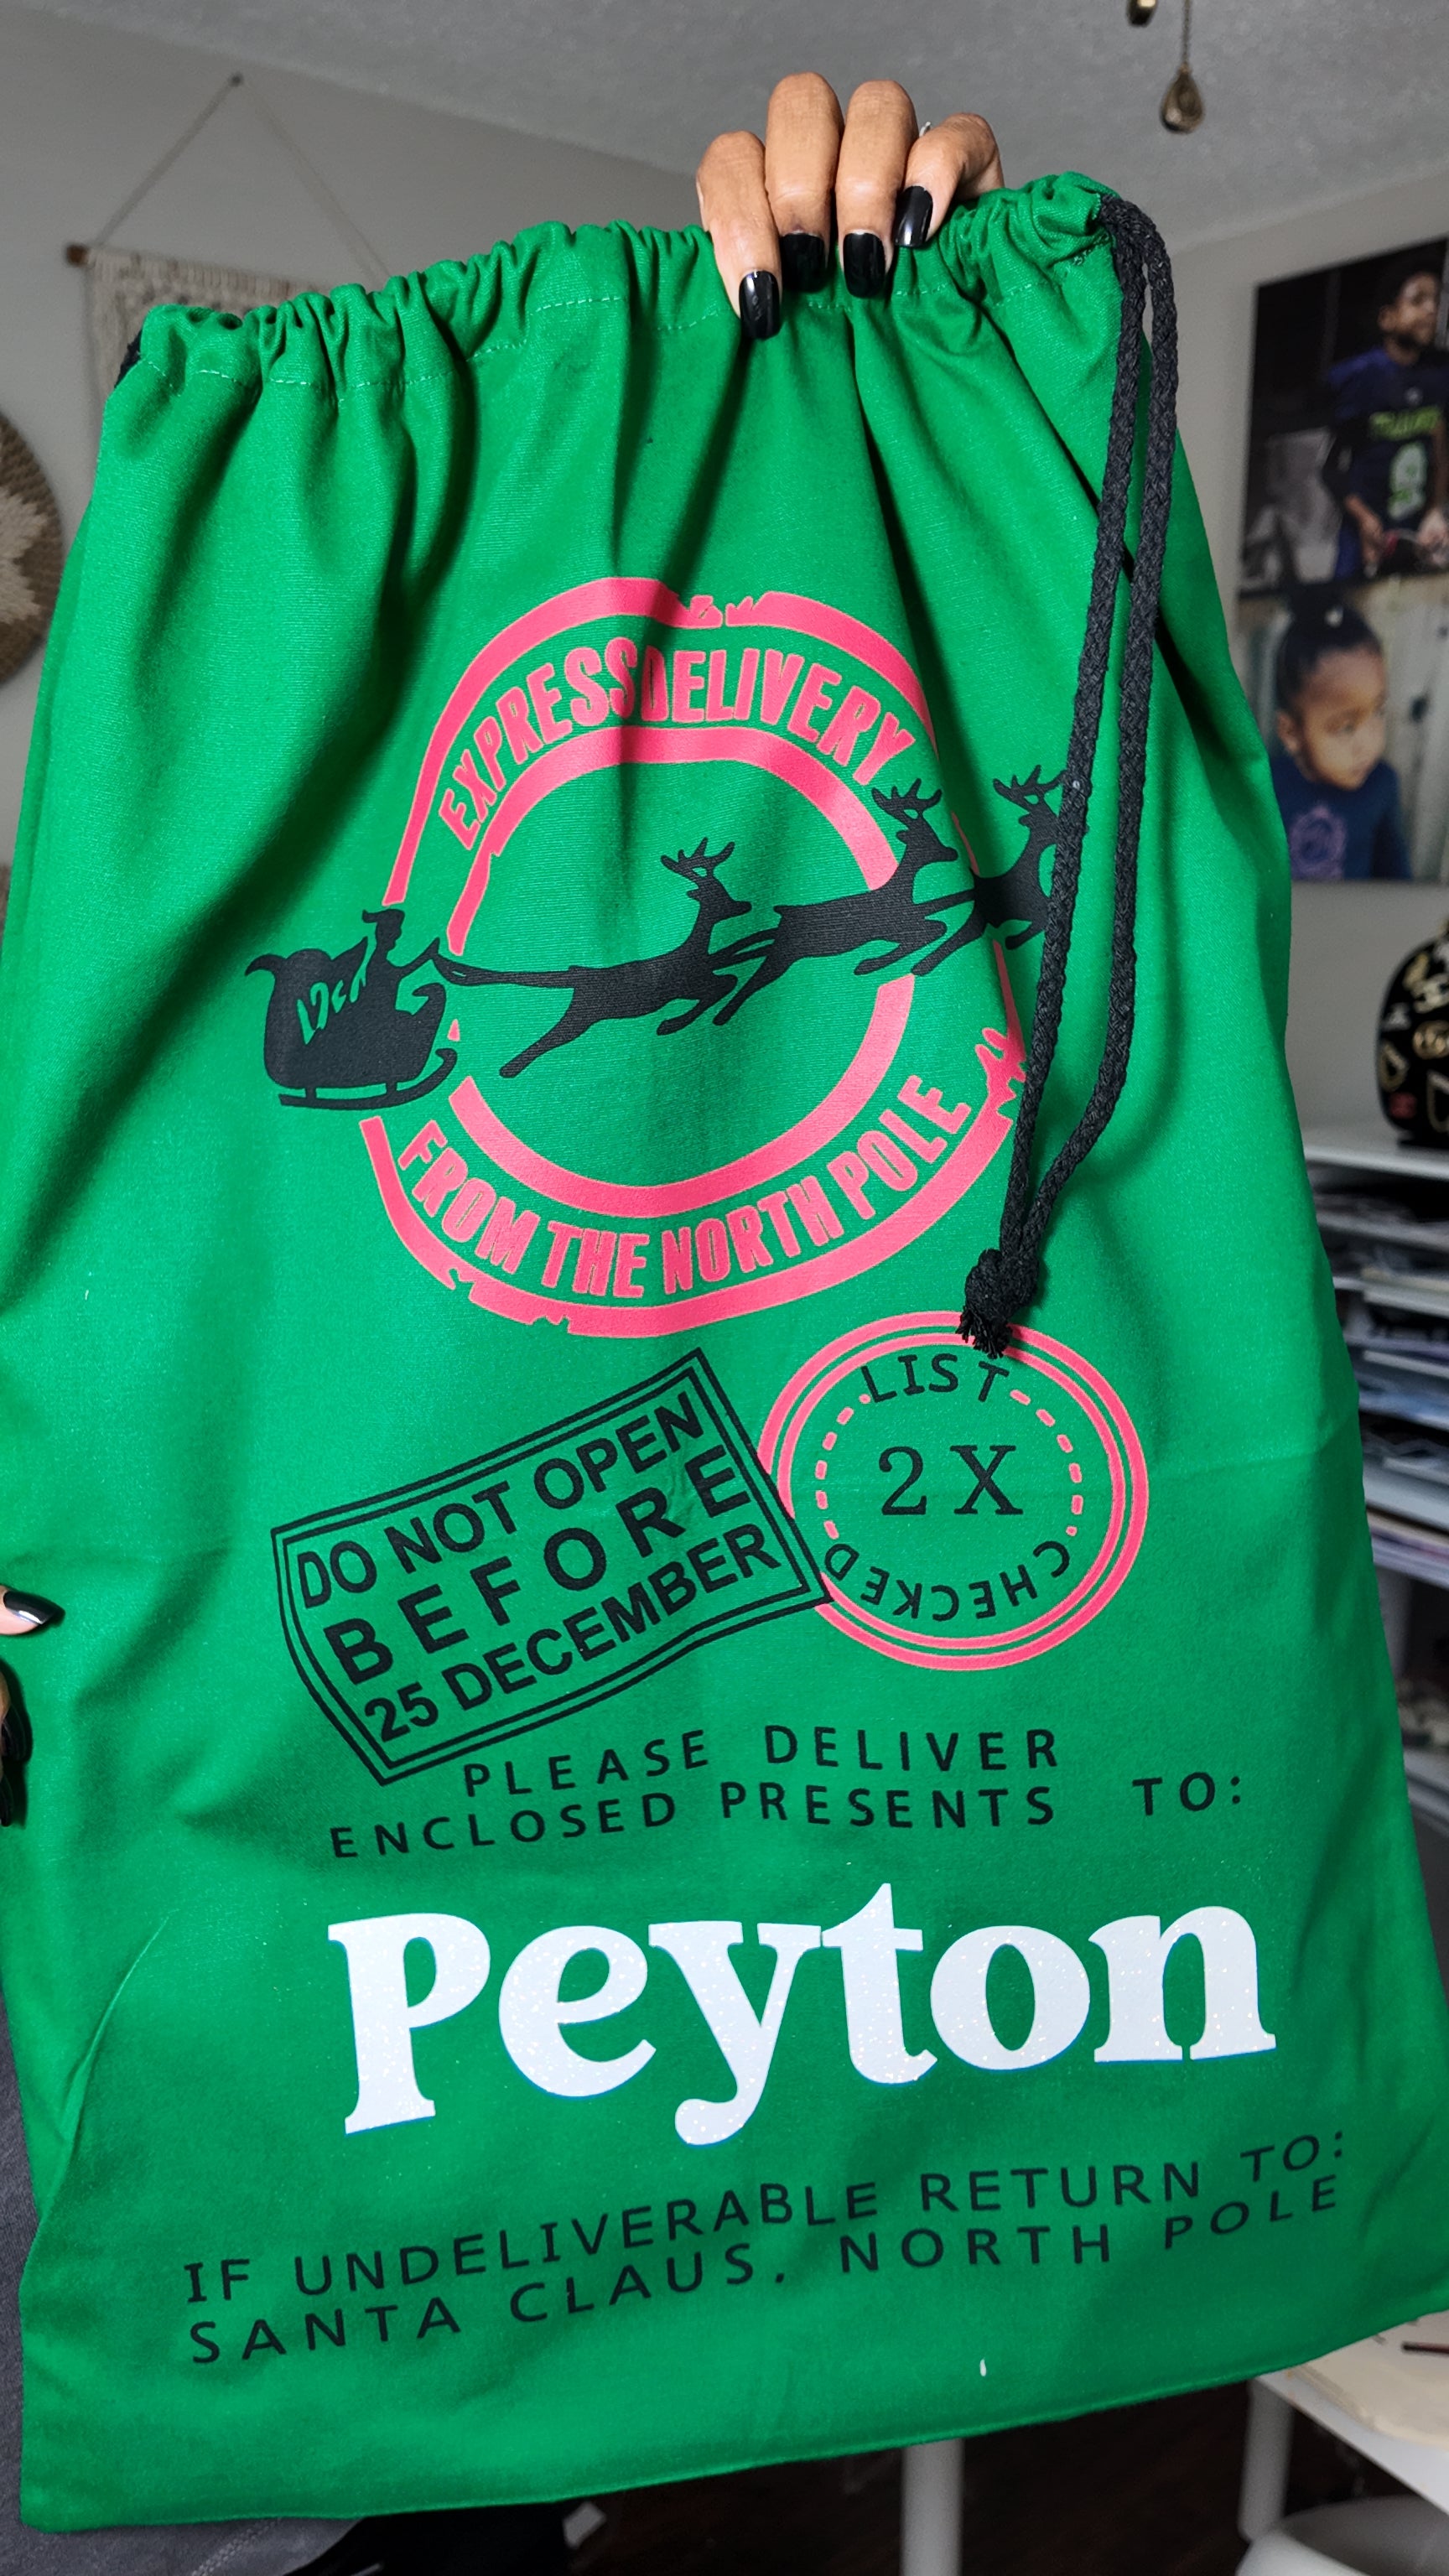 EXPRESS DELIVERY
FROM THE NORTH POLE
LIST
2X
CHECKED
DO NOT OPEN
BEFORE
25 DECEMBER
PLEASE DELIVER
ENCLOSED PRESENTS TO:
Peyton
IF UNDELIVERABLE RETURN TO:
SANTA CLAUS, NORTH POLE